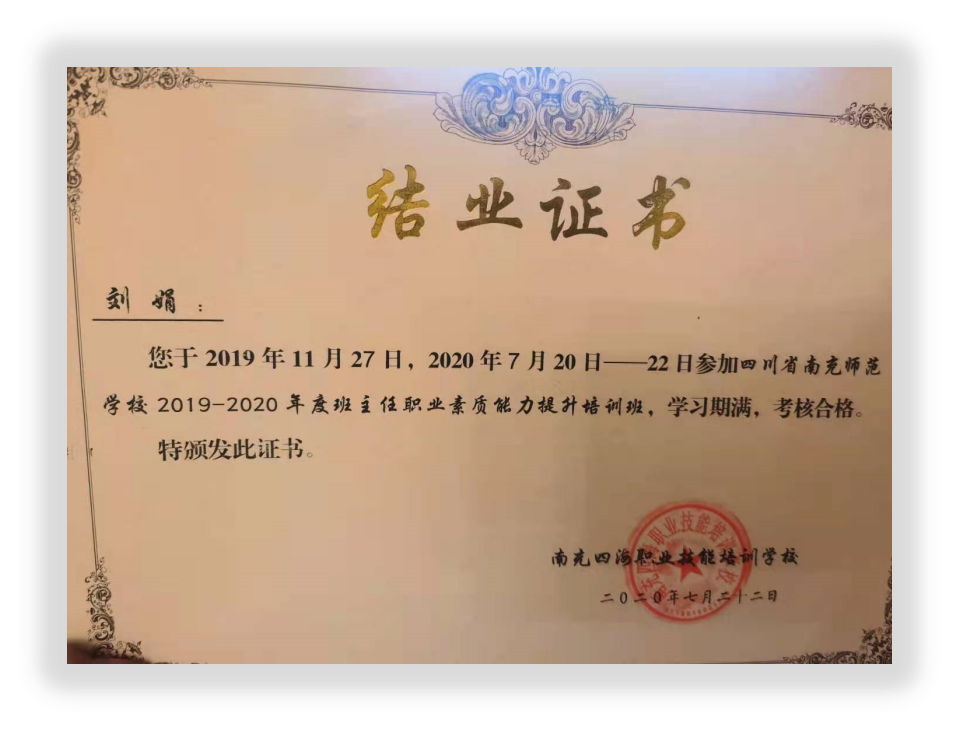 结业证书
刘娟：
您于 2019 年 11 月 27 日，2020 年 7 月 20 日——22 日参加四川省南充师范
学校 2019-2020 年度班主任职业素质能力提升培训班，学习期满，考核合格。
特颁发此证书。
南充四海职业技能培训学校
二0二0年七月二十二日